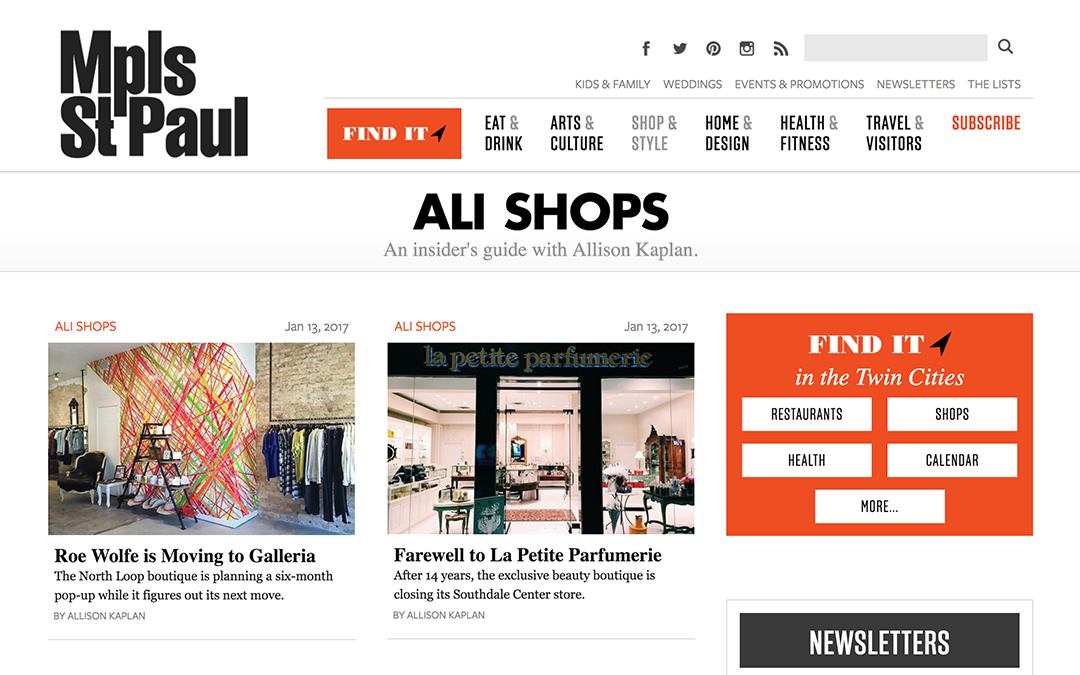 Mpls
St Paul
KIDS & FAMILY WEDDINGS EVENTS & PROMOTIONS NEWSLETTERS THE LISTS
FIND IT
EAT &
DRINK
ARTS &
CULTURE
SHOP &
STYLE
HOME &
DESIGN
HEALTH &
FITNESS
TRAVEL &
VISITORS
SUBSCRIBE
ALI SHOPS
An insider's guide with Allison Kaplan.
ALI SHOPS Jan 13, 2017
Roe Wolfe is Moving to Galleria
The North Loop boutique is planning a six-month
pop-up while it figures out its next move.
BY ALLISON KAPLAN
ALI SHOPS Jan 13, 2017
la petite parfumerie
Farewell to La Petite Parfumerie
After 14 years, the exclusive beauty boutique is
closing its Southdale Center store.
BY ALLISON KAPLAN
FIND IT
in the Twin Cities
RESTAURANTS
SHOPS
HEALTH
CALENDAR
MORE...
NEWSLETTERS